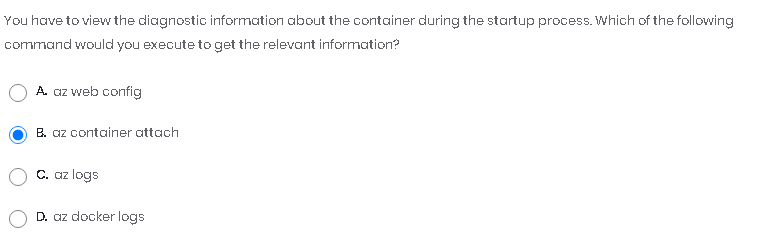 You have to view the diagnostic information about the container during the startup process. Which of the following
command would you execute to get the relevant information?
A. az web config
B. az container attach
C. az logs
D. az docker logs